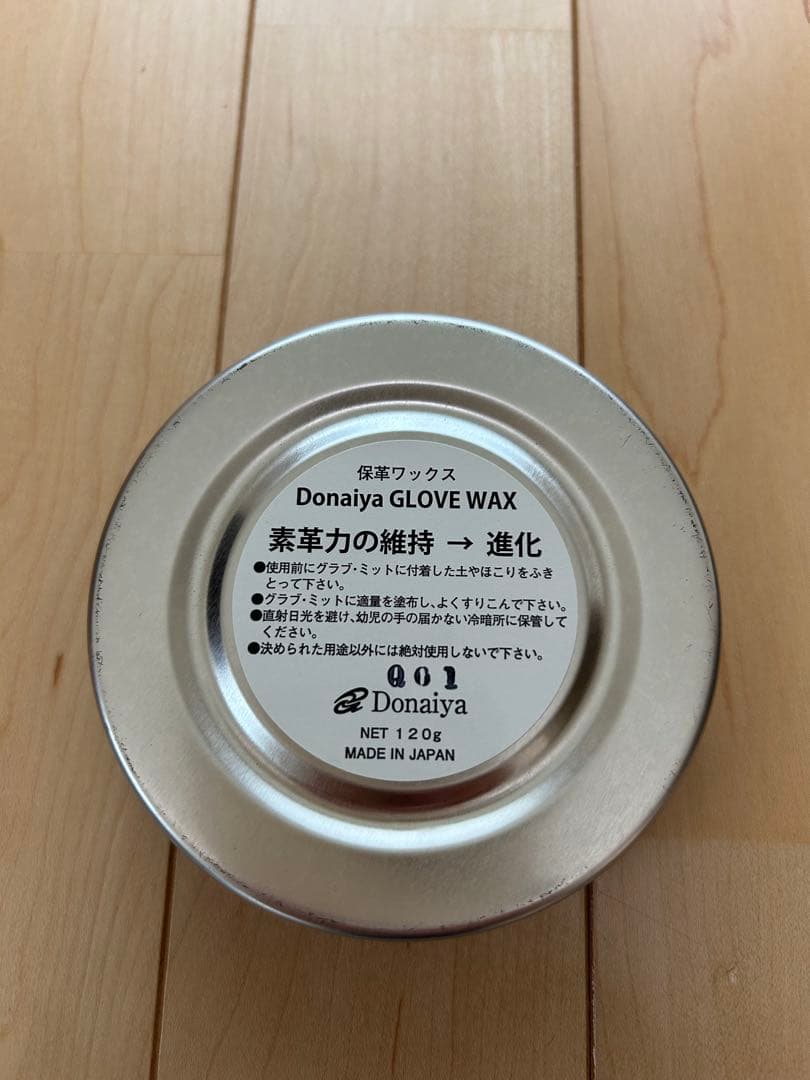 保革ワックス
Donaiya GLOVE WAX
素革力の維持 → 進化
●使用前にグラブ・ミットに付着した土やほこりをふき
とって下さい。
●グラブ・ミットに適量を塗布し、よくすりこんで下さい。
●直射日光を避け、幼児の手の届かない冷暗所に保管して
ください。
●決められた用途以外には絶対使用しないで下さい。
Q01
Donaiya
NET 120g
MADE IN JAPAN